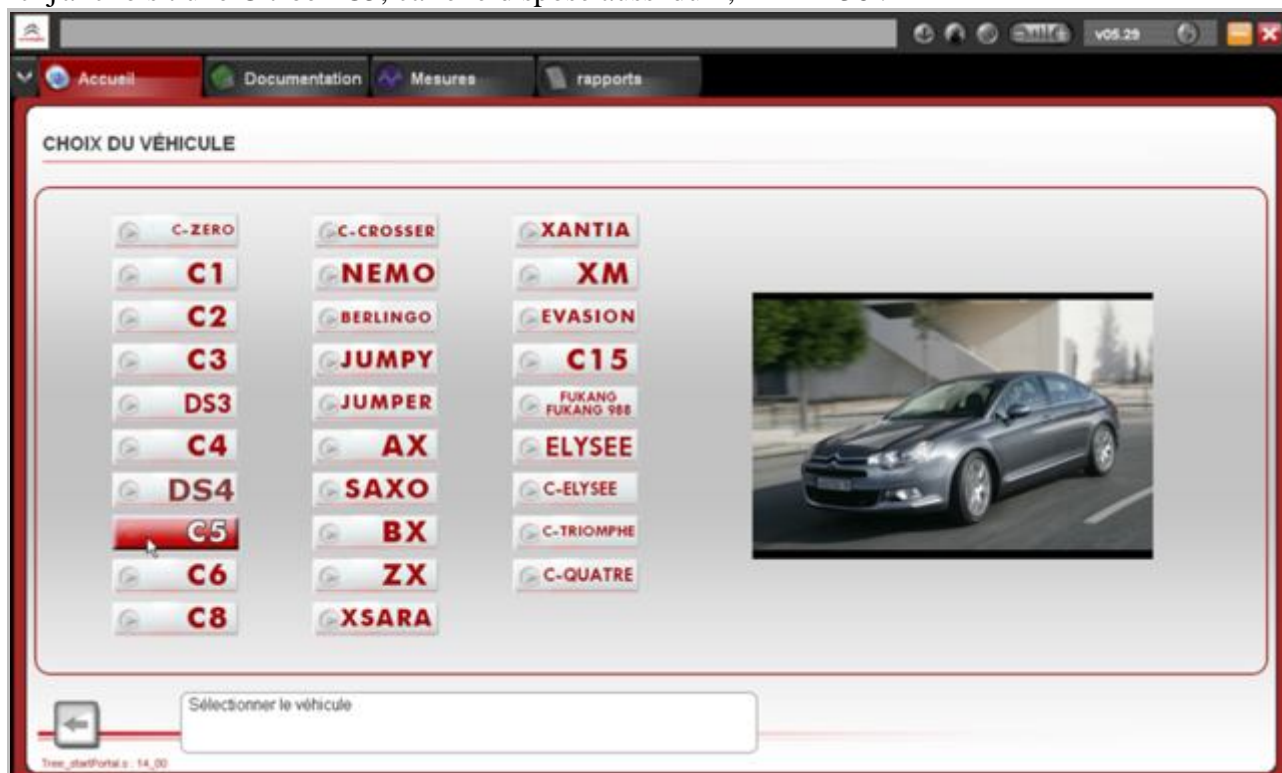 v05.29
Accueil
Documentation
Mesures
rapports
CHOIX DU VÉHICULE
C-ZERO
C1
C2
C3
DS3
C4
DS4
C5
C6
C8
C-CROSSER
NEMO
BERLINGO
JUMPY
JUMPER
AX
SAXO
BX
ZX
XSARA
XANTIA
XM
EVASION
C15
FUKANG
FUKANG 988
ELYSEE
C-ELYSEE
C-TRIOMPHE
C-QUATRE
Sélectionner le véhicule
Tree_startPortal.s : 14_00